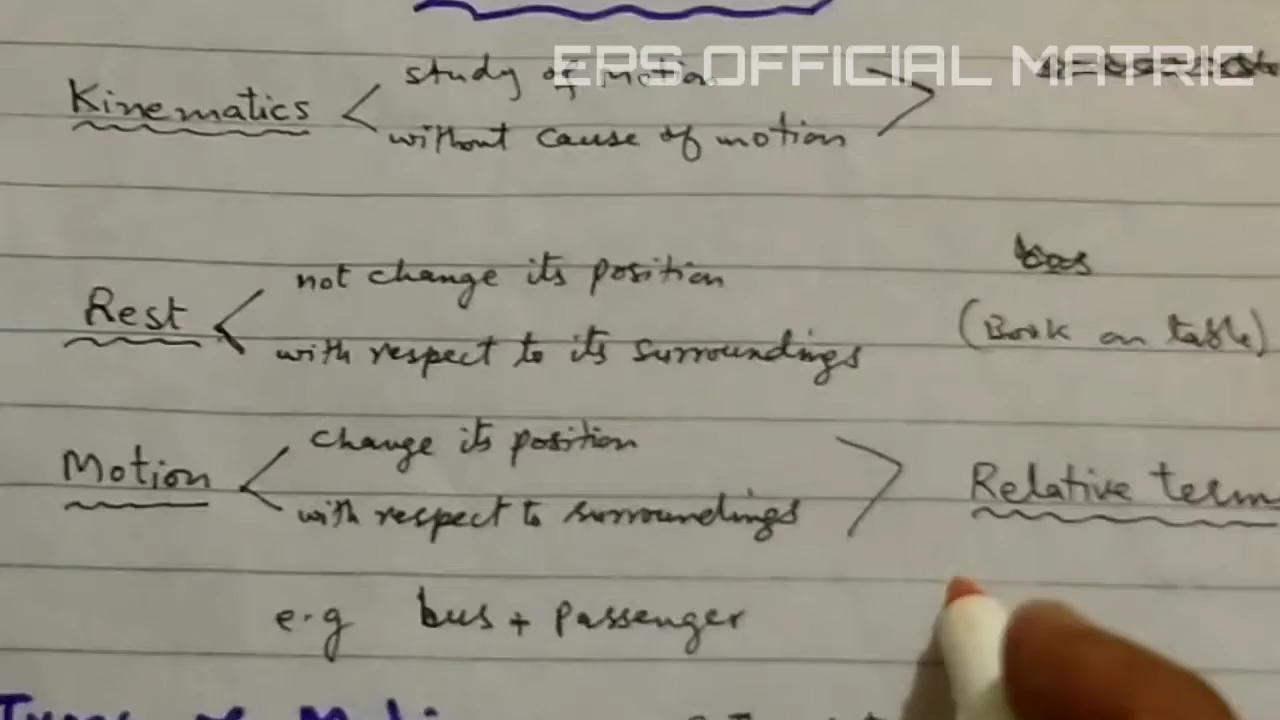 EPS OFFICIAL MATRIC
Kinematics
study of motion
without cause of motion
Rest
not change its position
with respect to its surroundings
(Book on table)
Motion
change its position
with respect to surroundings
Relative term
e.g bus + passenger